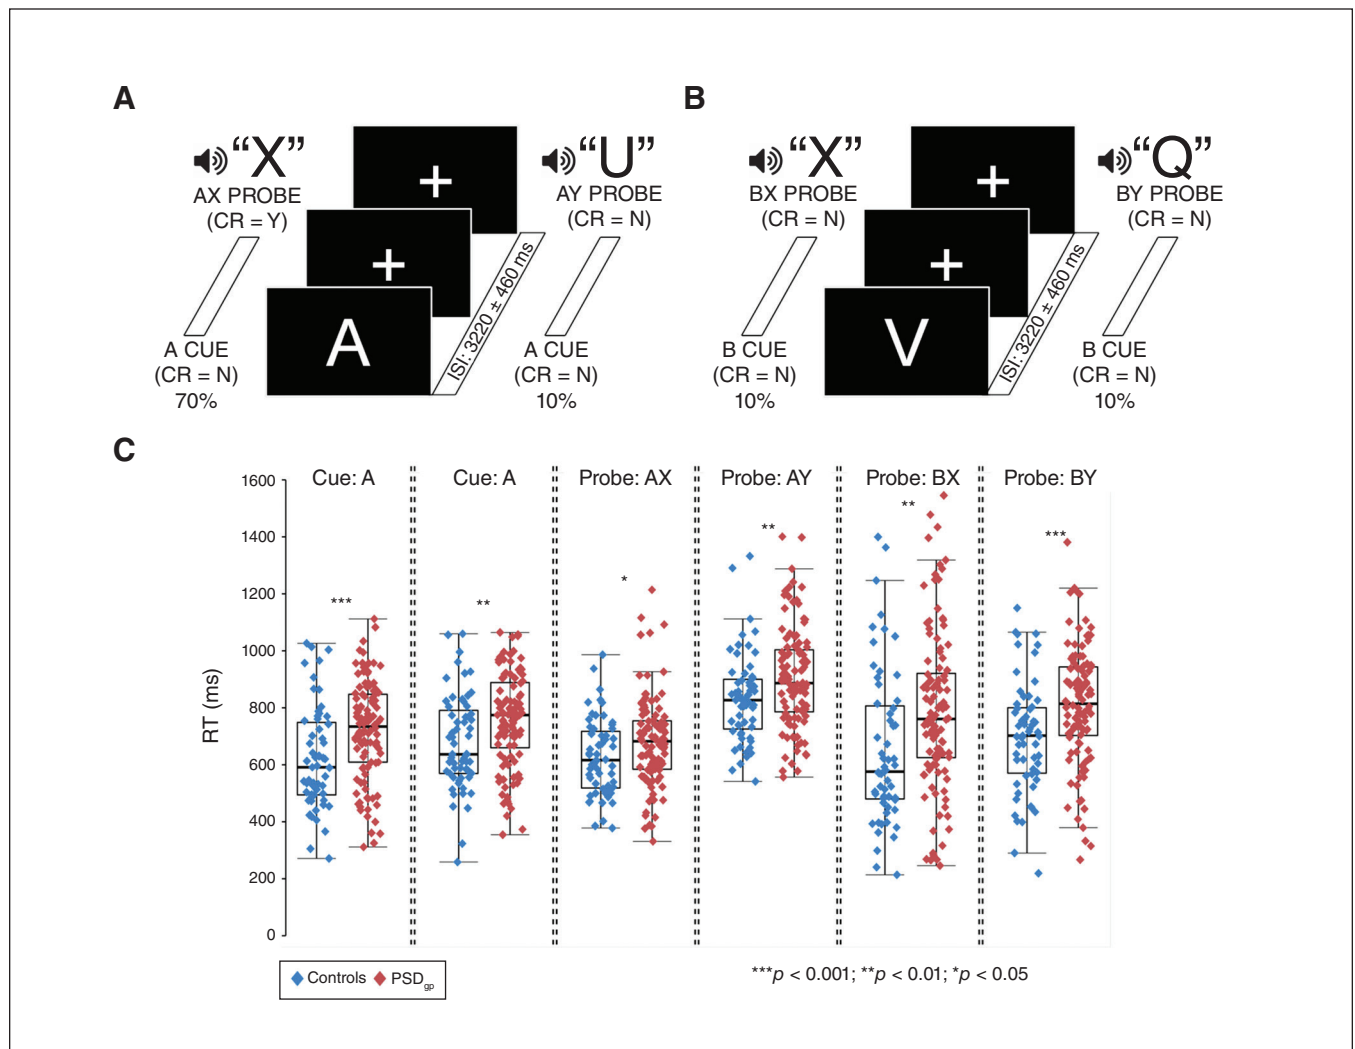 A
B
“X”
AX PROBE
(CR = Y)
“U”
AY PROBE
(CR = N)
+
+
A
ISI: 3220 ± 460 ms
A CUE
(CR = N)
70%
A CUE
(CR = N)
10%
“X”
BX PROBE
(CR = N)
“Q”
BY PROBE
(CR = N)
+
+
V
ISI: 3220 ± 460 ms
B CUE
(CR = N)
10%
B CUE
(CR = N)
10%
C
Cue: A
Cue: A
Probe: AX
Probe: AY
Probe: BX
Probe: BY
1600
1400
1200
1000
800
600
400
200
0
RT (ms)
***
**
*
**
**
***
Controls PSDgp
***p < 0.001; **p < 0.01; *p < 0.05